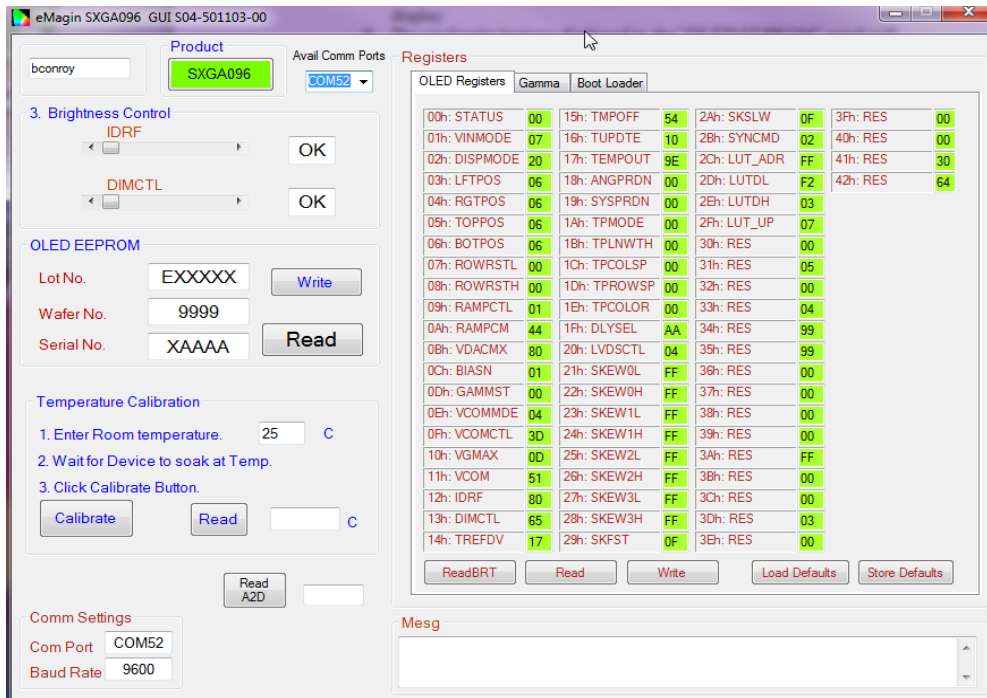 eMagin SXGA096 GUI S04-501103-00
bconroy
Product
SXGA096
Avail Comm Ports
COM52
3. Brightness Control
IDRF
OK
DIMCTL
OK
OLED EEPROM
Lot No. EXXXXX Write
Wafer No. 9999
Serial No. XAAAA Read
Temperature Calibration
1. Enter Room temperature. 25 C
2. Wait for Device to soak at Temp.
3. Click Calibrate Button.
Calibrate Read C
Read
A2D
Comm Settings
Com Port COM52
Baud Rate 9600
Registers
OLED Registers Gamma Boot Loader
00h: STATUS 00 15h: TMPOFF 54 2Ah: SKSLW 0F 3Fh: RES 00
01h: VINMODE 07 16h: TUPDTE 10 2Bh: SYNCMD 02 40h: RES 00
02h: DISPMODE 20 17h: TEMPOUT 9E 2Ch: LUT_ADR FF 41h: RES 30
03h: LFTPOS 06 18h: ANGPRDN 00 2Dh: LUTDL F2 42h: RES 64
04h: RGTPOS 06 19h: SYSPRDN 00 2Eh: LUTDH 03
05h: TOPPOS 06 1Ah: TPMODE 00 2Fh: LUT_UP 07
06h: BOTPOS 06 1Bh: TPLNWTH 00 30h: RES 00
07h: ROWRSTL 00 1Ch: TPCOLSP 00 31h: RES 05
08h: ROWRSTH 00 1Dh: TPROWSP 00 32h: RES 00
09h: RAMPCTL 01 1Eh: TPCOLOR 00 33h: RES 04
0Ah: RAMPCM 44 1Fh: DLYSEL AA 34h: RES 99
0Bh: VDACMX 80 20h: LVDSCTL 04 35h: RES 99
0Ch: BIASN 01 21h: SKEW0L FF 36h: RES 00
0Dh: GAMMST 00 22h: SKEW0H FF 37h: RES 00
0Eh: VCOMMDE 04 23h: SKEW1L FF 38h: RES 00
0Fh: VCOMCTL 3D 24h: SKEW1H FF 39h: RES 00
10h: VGMAX 0D 25h: SKEW2L FF 3Ah: RES FF
11h: VCOM 51 26h: SKEW2H FF 3Bh: RES 00
12h: IDRF 80 27h: SKEW3L FF 3Ch: RES 00
13h: DIMCTL 65 28h: SKEW3H FF 3Dh: RES 03
14h: TREFDV 17 29h: SKFST 0F 3Eh: RES 00
ReadBRT Read Write Load Defaults Store Defaults
Mesg